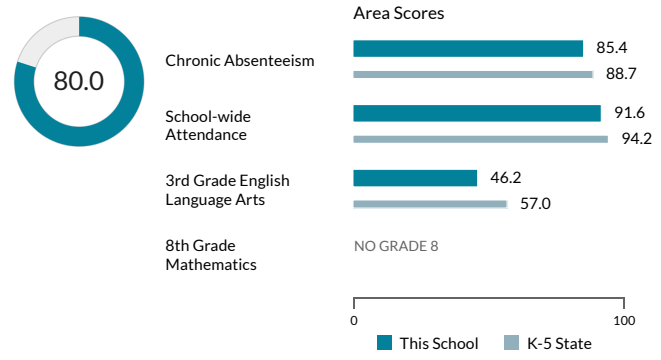 80.0
Area Scores
Chronic Absenteeism
85.4
88.7
School-wide
Attendance
91.6
94.2
3rd Grade English
Language Arts
46.2
57.0
8th Grade
Mathematics
NO GRADE 8
0
100
This School
K-5 State